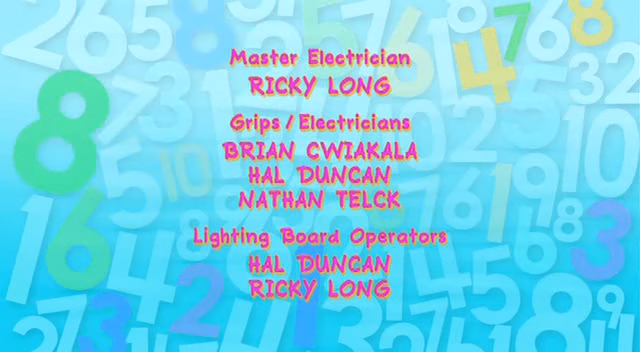 Master Electrician
RICKY LONG
Grips / Electricians
BRIAN CWIAKALA
HAL DUNCAN
NATHAN TELCK
Lighting Board Operators
HAL DUNCAN
RICKY LONG